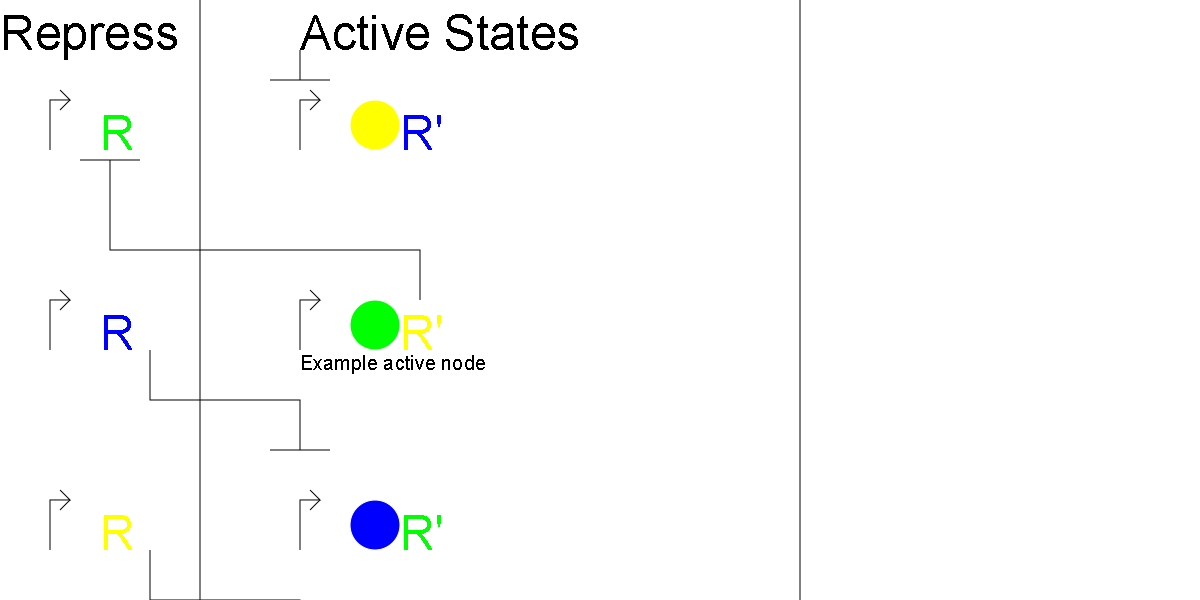 Repress Active States
R R'
R R'
Example active node
R R'